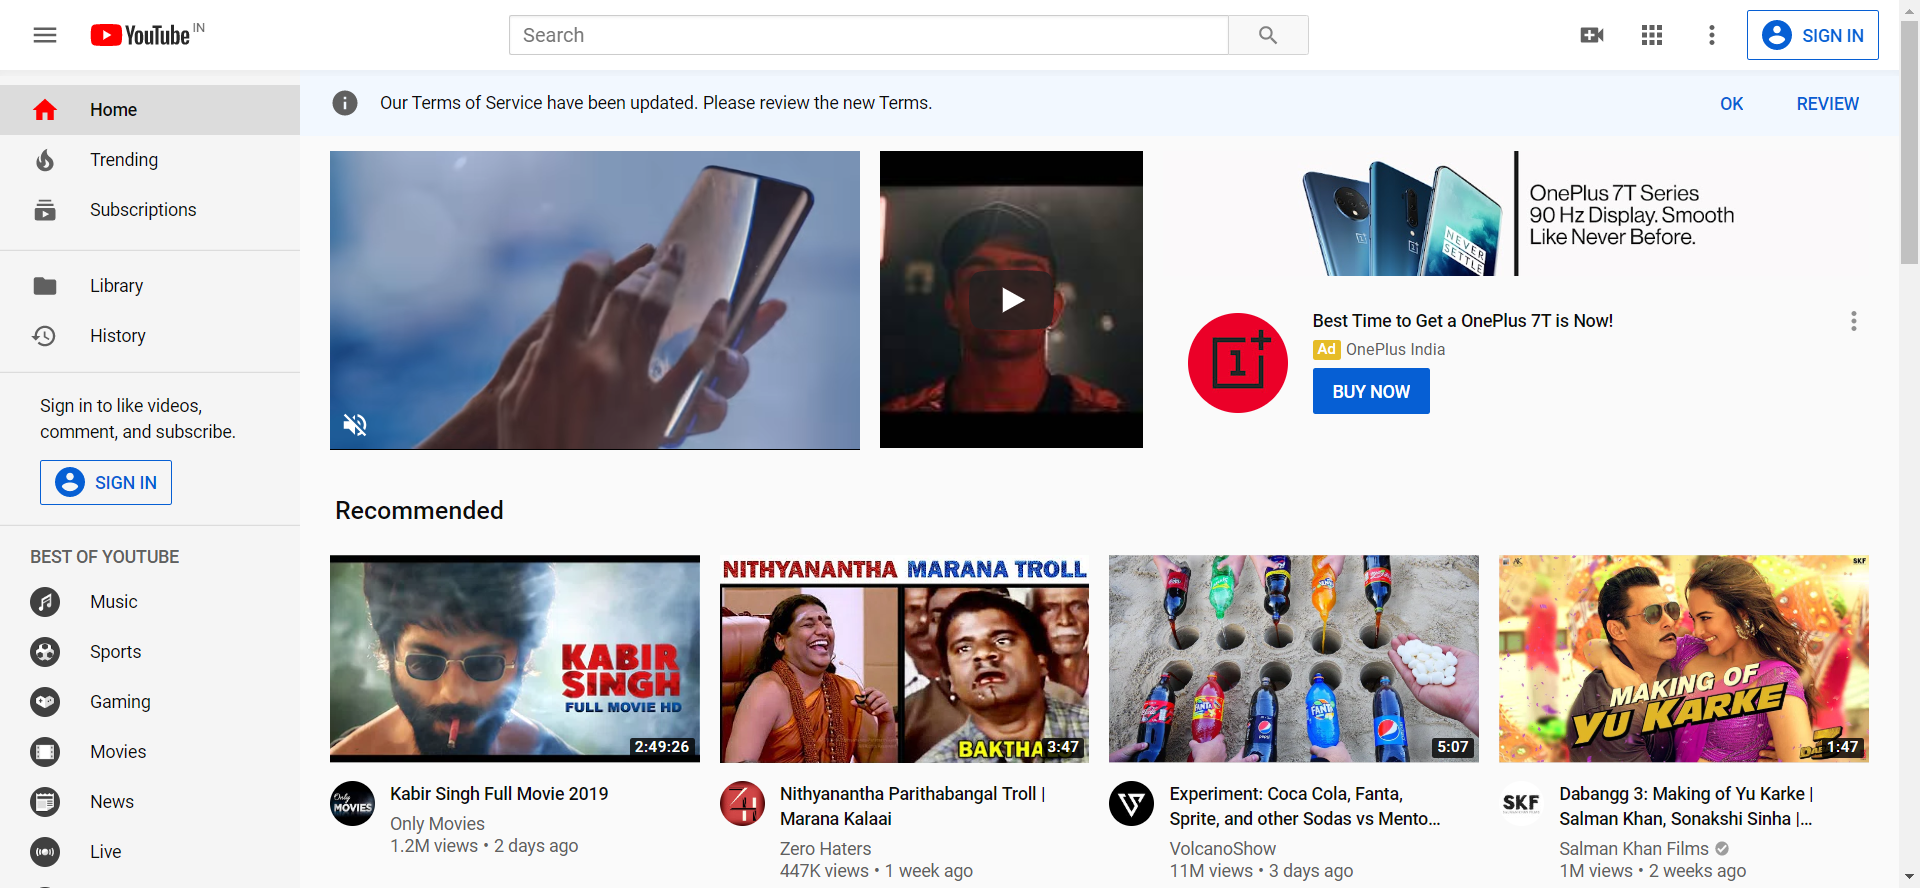 YouTube IN
Search
SIGN IN
Home
Trending
Subscriptions
Library
History
Sign in to like videos,
comment, and subscribe.
SIGN IN
BEST OF YOUTUBE
Music
Sports
Gaming
Movies
News
Live
Our Terms of Service have been updated. Please review the new Terms.
OK
REVIEW
NEVER
SETTLE
OnePlus 7T Series
90 Hz Display. Smooth
Like Never Before.
Best Time to Get a OnePlus 7T is Now!
Ad OnePlus India
BUY NOW
Recommended
KABIR
SINGH
FULL MOVIE HD
2:49:26
Only
MOVIES
Kabir Singh Full Movie 2019
Only Movies
1.2M views • 2 days ago
NITHYANANTHA MARANA TROLL
BAKTHA
3:47
Nithyanantha Parithabangal Troll |
Marana Kalaai
Zero Haters
447K views • 1 week ago
FANTA
FANTA
pepsi
5:07
Experiment: Coca Cola, Fanta,
Sprite, and other Sodas vs Mento...
VolcanoShow
11M views • 3 days ago
SKF
MAKING OF
YU KARKE
1:47
SKF
Dabangg 3: Making of Yu Karke |
Salman Khan, Sonakshi Sinha |...
Salman Khan Films
1M views • 2 weeks ago